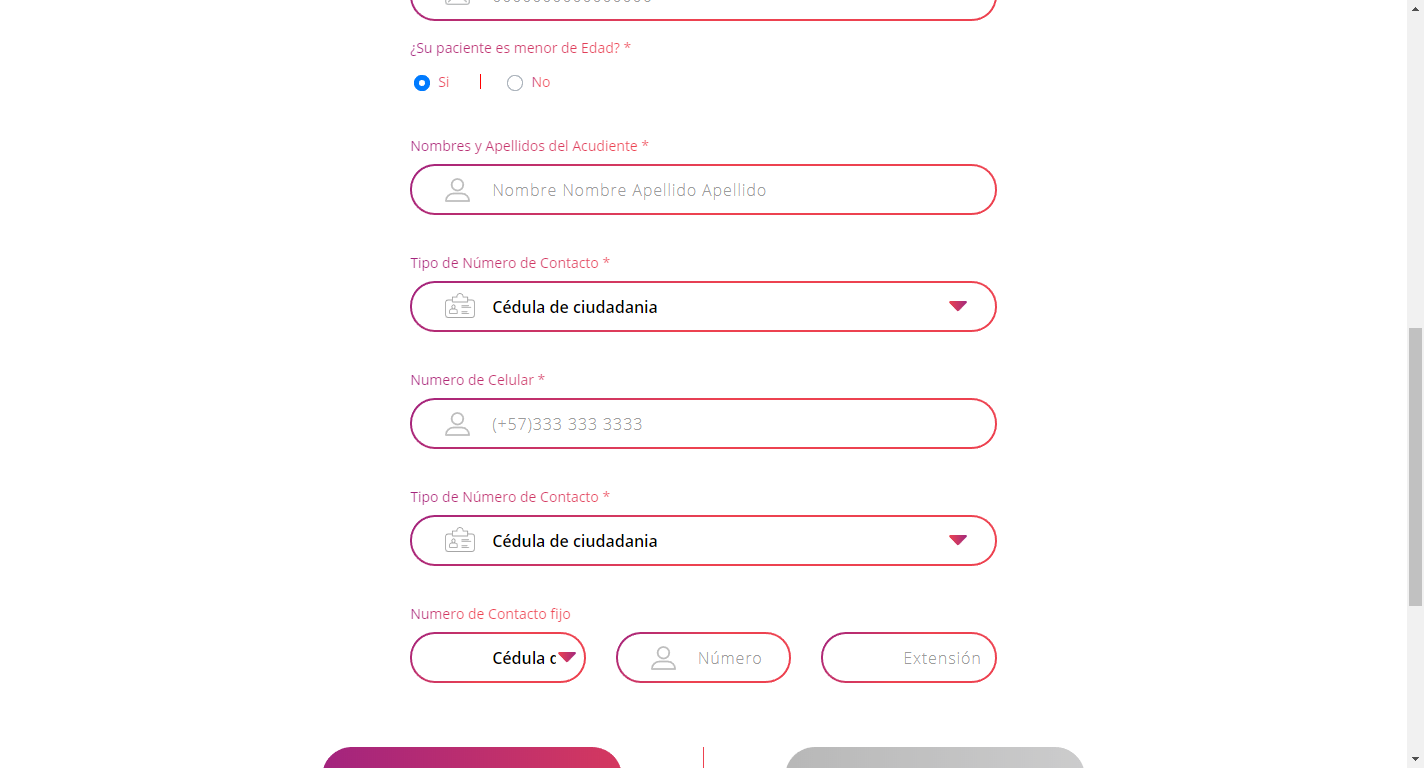 ¿Su paciente es menor de Edad? *
Si | No
Nombres y Apellidos del Acudiente *
Nombre Nombre Apellido Apellido
Tipo de Número de Contacto *
Cédula de ciudadania
Numero de Celular *
(+57)333 333 3333
Tipo de Número de Contacto *
Cédula de ciudadania
Numero de Contacto fijo
Cédula Número Extensión